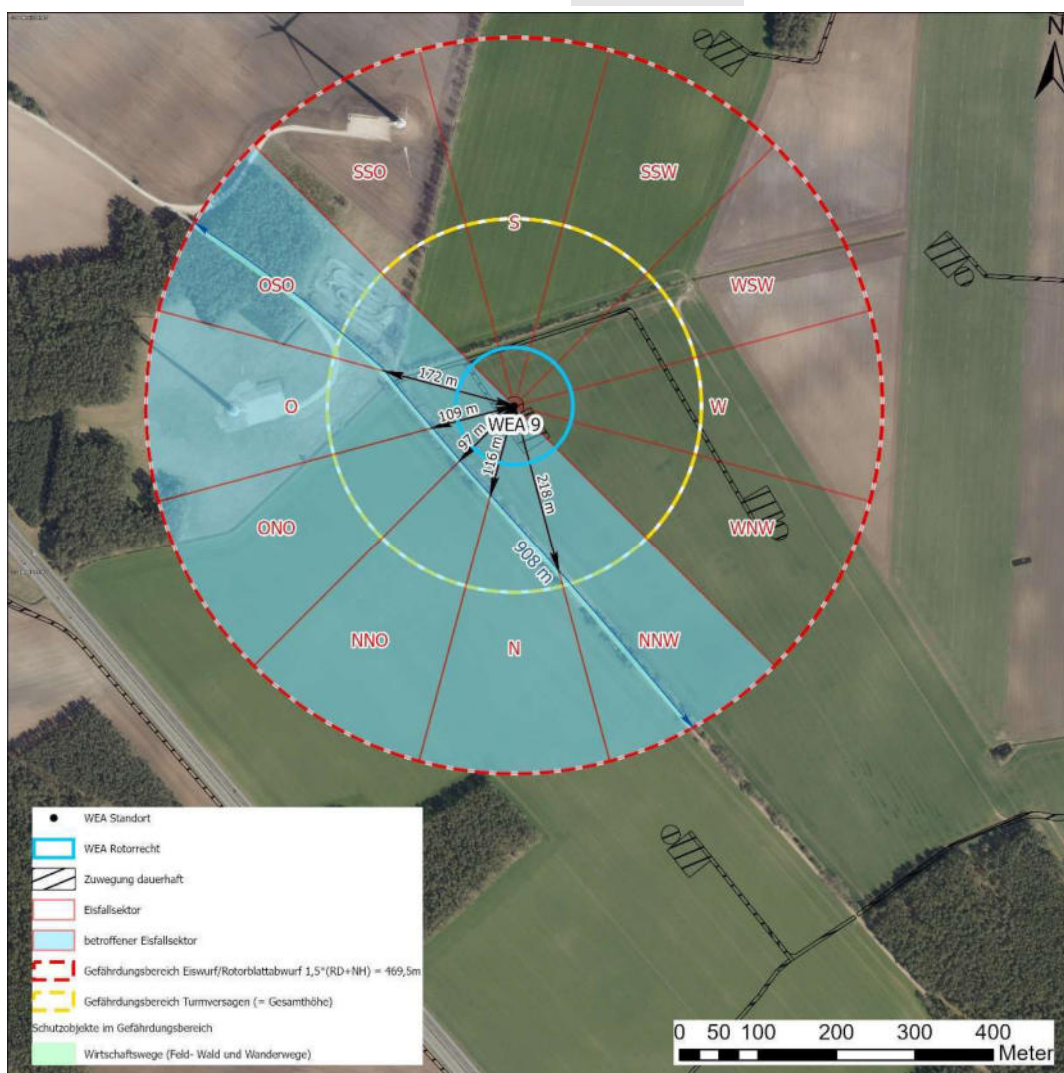 N
SSO
SSW
S
OSO
WSW
172 m
O
109 m
WEA 9
W
97 m
116 m
218 m
ONO
WNW
908 m
NNO
N
NNW
WEA Standort
WEA Rotorrecht
Zuwegung dauerhaft
Eisfallsektor
betroffener Eisfallsektor
Gefährdungsbereich Eiswurf/Rotorblattabwurf 1,5*(RD+NH) = 469,5m
Gefährdungsbereich Turmversagen (= Gesamthöhe)
Schutzobjekte im Gefährdungsbereich
Wirtschaftswege (Feld- Wald und Wanderwege)
0 50 100 200 300 400
Meter